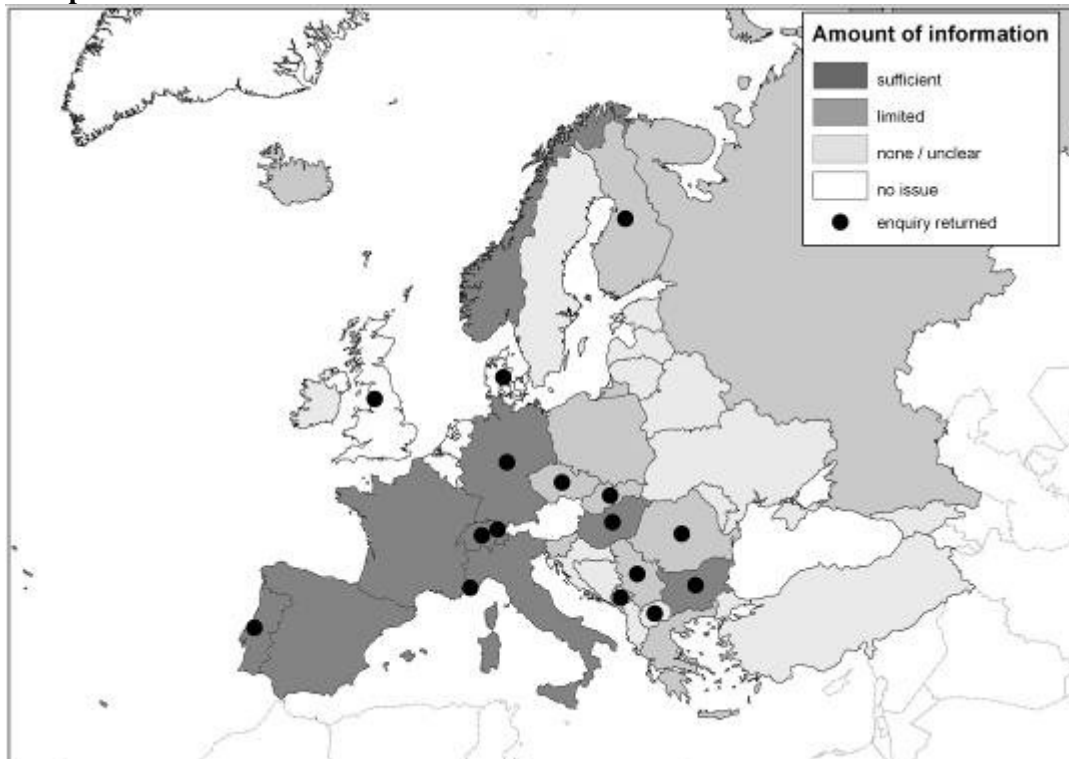 Amount of information
sufficient
limited
none / unclear
no issue
enquiry returned